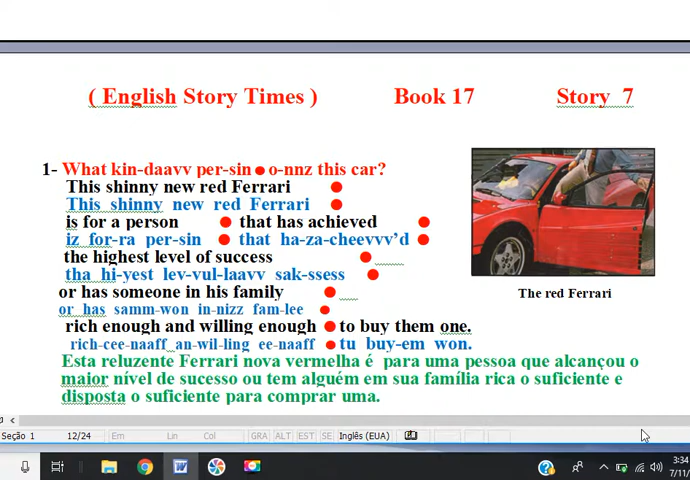 ( English Story Times ) Book 17 Story 7
1- What kin-daavv per-sin ● o-nnz this car?
This shinny new red Ferrari ●
This shinny new red Ferrari ●
is for a person ● that has achieved ●
iz for-ra per-sin ● that ha-za-cheevvv'd ●
the highest level of success ●
tha hi-yest lev-vul-laavv sak-ssess ●
or has someone in his family ●
or has samm-won in-nizz fam-lee ●
rich enough and willing enough ● to buy them one.
rich-cee-naaff an-wil-ling ee-naaff ● tu buy-em won.
Esta reluzente Ferrari nova vermelha é para uma pessoa que alcançou o
maior nível de sucesso ou tem alguém em sua família rica o suficiente e
disposta o suficiente para comprar uma.
The red Ferrari
Seção 1 12/24 Em Lin Col GRA ALT EST SE Inglês (EUA)
3:34
7/11/